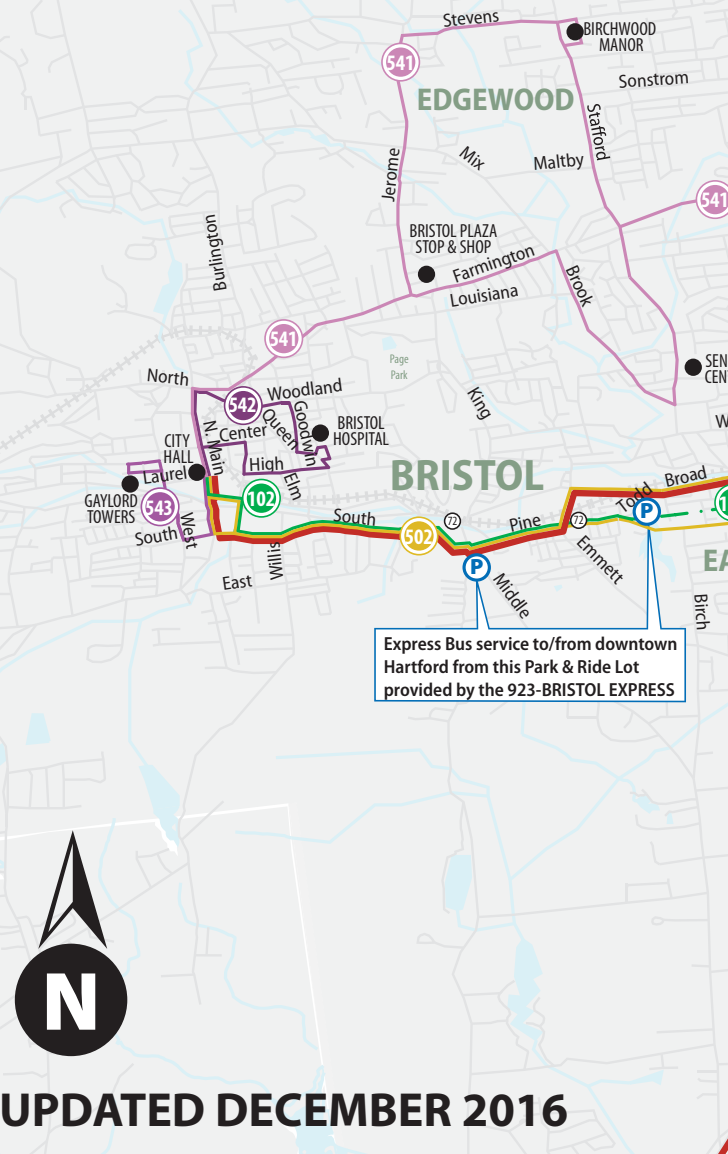 Stevens
BIRCHWOOD
MANOR
541
Sonstrom
EDGEWOOD
Stafford
Mix
Maltby
Jerome
541
Burlington
BRISTOL PLAZA
STOP & SHOP
Farmington
Brook
Louisiana
541
Page
Park
SEN
CEN
North
Woodland
542
Goodwin
Queen
King
N. Main
Center
BRISTOL
HOSPITAL
CITY
HALL
High
Elm
BRISTOL
Laurel
GAYLORD
TOWERS
543
102
Todd
Broad
P
South
West
South
502
72
Pine
72
Willis
Emmett
East
P
Middle
EA
Birch
Express Bus service to/from downtown
Hartford from this Park & Ride Lot
provided by the 923-BRISTOL EXPRESS
N
UPDATED DECEMBER 2016